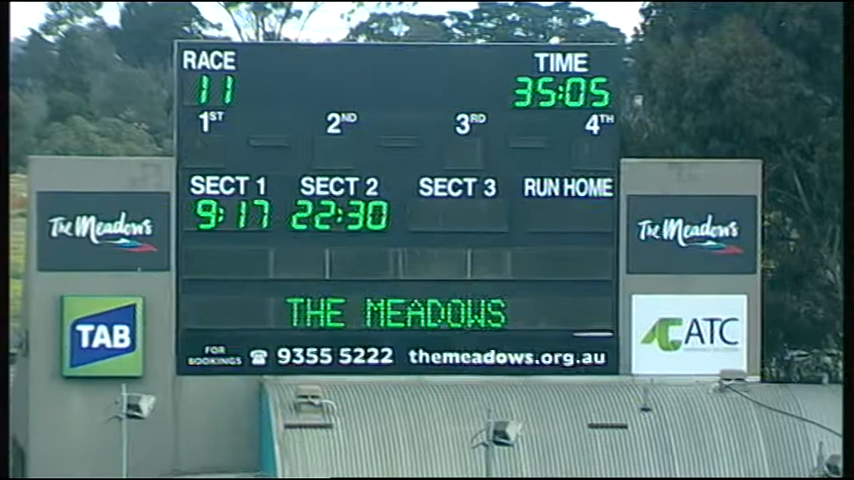 RACE TIME
11 35:05
1ST 2ND 3RD 4TH
SECT 1 SECT 2 SECT 3 RUN HOME
9:17 22:30
The Meadows
The Meadows
THE MEADOWS
TAB
ATC
FOR BOOKINGS ☎ 9355 5222 themeadows.org.au